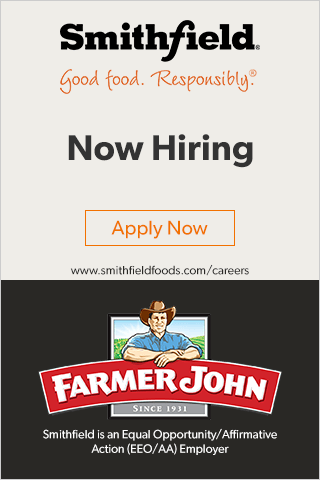 Smithfield®
Good food. Responsibly.®
Now Hiring
Apply Now
www.smithfieldfoods.com/careers
FARMER JOHN
SINCE 1931
Smithfield is an Equal Opportunity/Affirmative
Action (EEO/AA) Employer